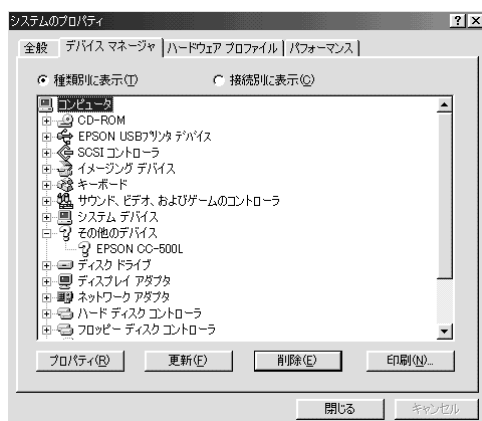 システムのプロパティ
全般 デバイス マネージャ ハードウェア プロファイル パフォーマンス
種類別に表示(T) 接続別に表示(C)
コンピュータ
CD-ROM
EPSON USBプリンタ デバイス
SCSI コントローラ
イメージング デバイス
キーボード
サウンド、ビデオ、およびゲームのコントローラ
システム デバイス
その他のデバイス
EPSON CC-500L
ディスク ドライブ
ディスプレイ アダプタ
ネットワーク アダプタ
ハード ディスク コントローラ
フロッピー ディスク コントローラ
プロパティ(R) 更新(F) 削除(E) 印刷(N)...
閉じる キャンセル